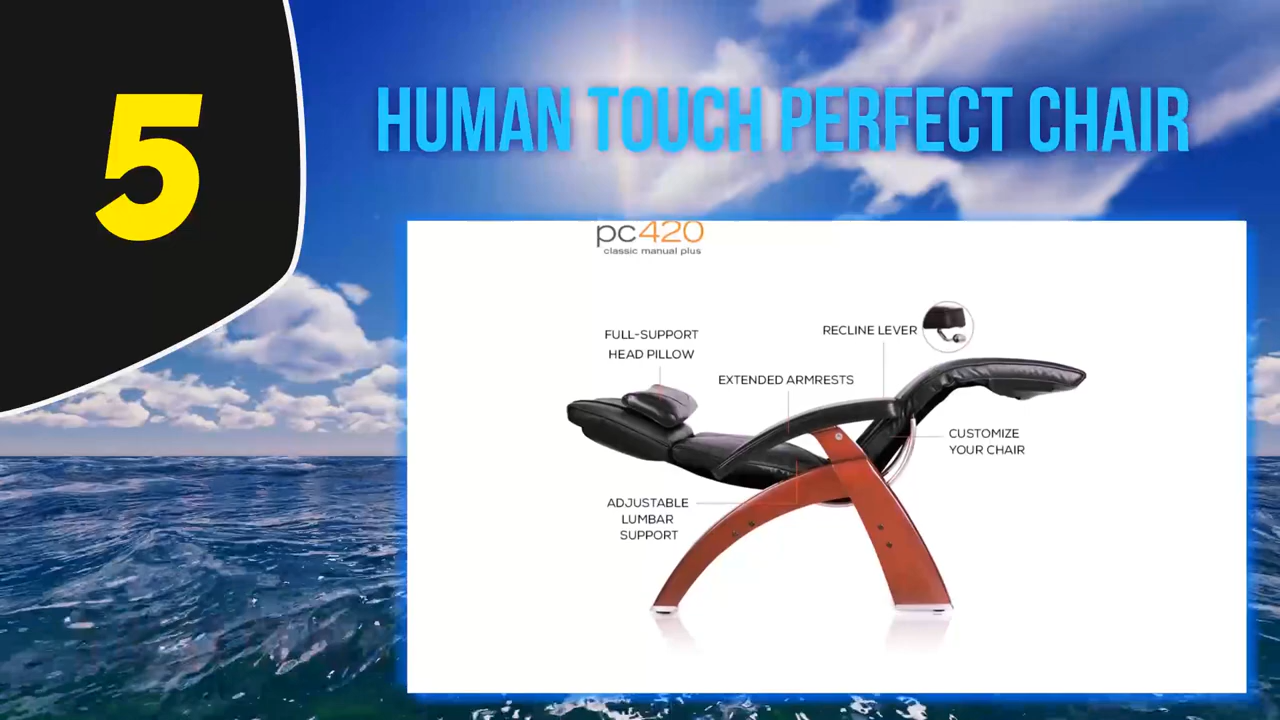 5
HUMAN TOUCH PERFECT CHAIR
pc420
classic manual plus
FULL-SUPPORT
HEAD PILLOW
RECLINE LEVER
EXTENDED ARMRESTS
CUSTOMIZE
YOUR CHAIR
ADJUSTABLE
LUMBAR
SUPPORT